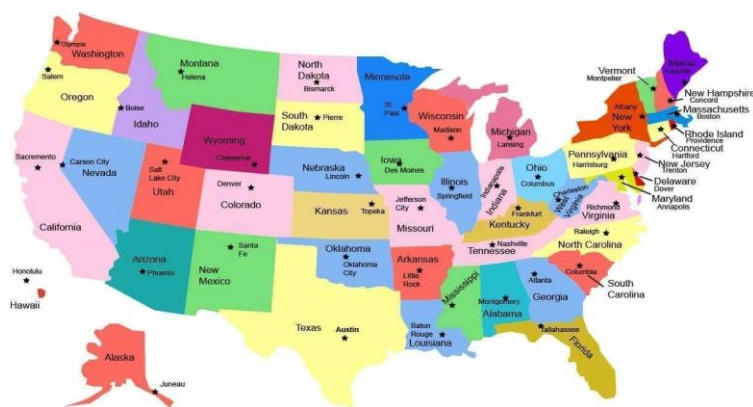 Olympia
Washington
Salem
Oregon
Montana
Helena
Boise
Idaho
North
Dakota
Bismarck
Minnesota
St.
Paul
South
Dakota
Pierre
Wyoming
Cheyenne
Wisconsin
Madison
Michigan
Lansing
Vermont
Montpelier
Maine
New Hampshire
Concord
Massachusetts
Boston
Albany
New
York
Rhode Island
Providence
Connecticut
Hartford
Pennsylvania
Harrisburg
New Jersey
Trenton
Delaware
Dover
Maryland
Annapolis
Sacramento
Carson City
Nevada
California
Salt
Lake City
Utah
Denver
Colorado
Nebraska
Lincoln
Iowa
Des Moines
Illinois
Springfield
Indianapolis
Indiana
Ohio
Columbus
Charleston
West
Virginia
Richmond
Virginia
Kansas
Topeka
Jefferson
City
Missouri
Frankfurt
Kentucky
Raleigh
North Carolina
Nashville
Tennessee
Columbia
South
Carolina
Arizona
Phoenix
Santa
Fe
New
Mexico
Oklahoma
Oklahoma
City
Arkansas
Little
Rock
Mississippi
Montgomery
Alabama
Atlanta
Georgia
Texas
Austin
Baton
Rouge
Louisiana
Tallahassee
Florida
Honolulu
Hawaii
Alaska
Juneau